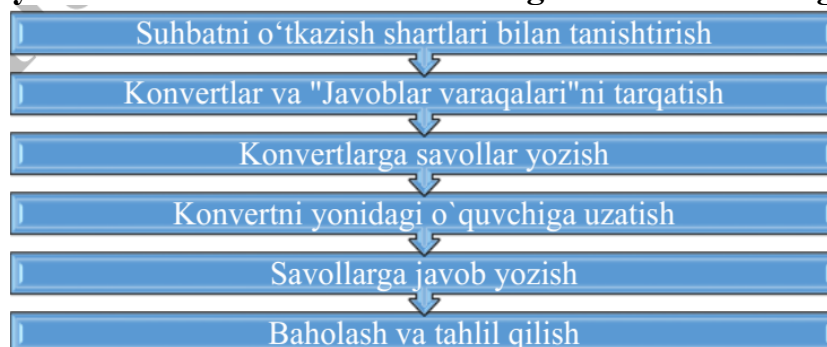 Suhbatni o‘tkazish shartlari bilan tanishtirish
Konvertlar va "Javoblar varaqalari"ni tarqatish
Konvertlarga savollar yozish
Konvertni yonidagi o`quvchiga uzatish
Savollarga javob yozish
Baholash va tahlil qilish